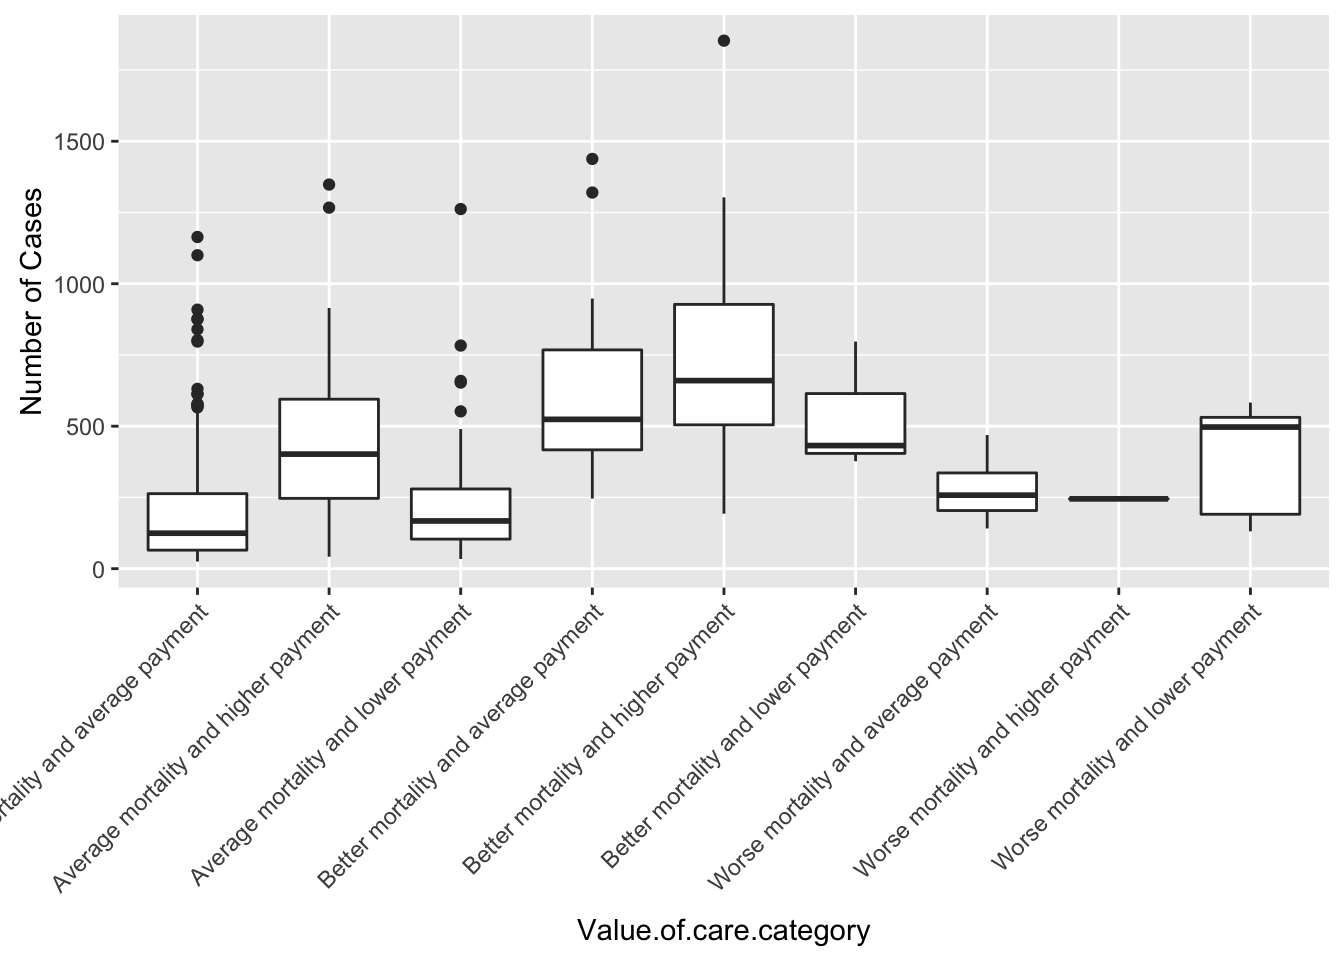 Number of Cases
1500
1000
500
0
and average payment
Average mortality and higher payment
Average mortality and lower payment
Better mortality and average payment
Better mortality and higher payment
Better mortality and lower payment
Worse mortality and average payment
Worse mortality and higher payment
Worse mortality and lower payment
Value.of.care.category